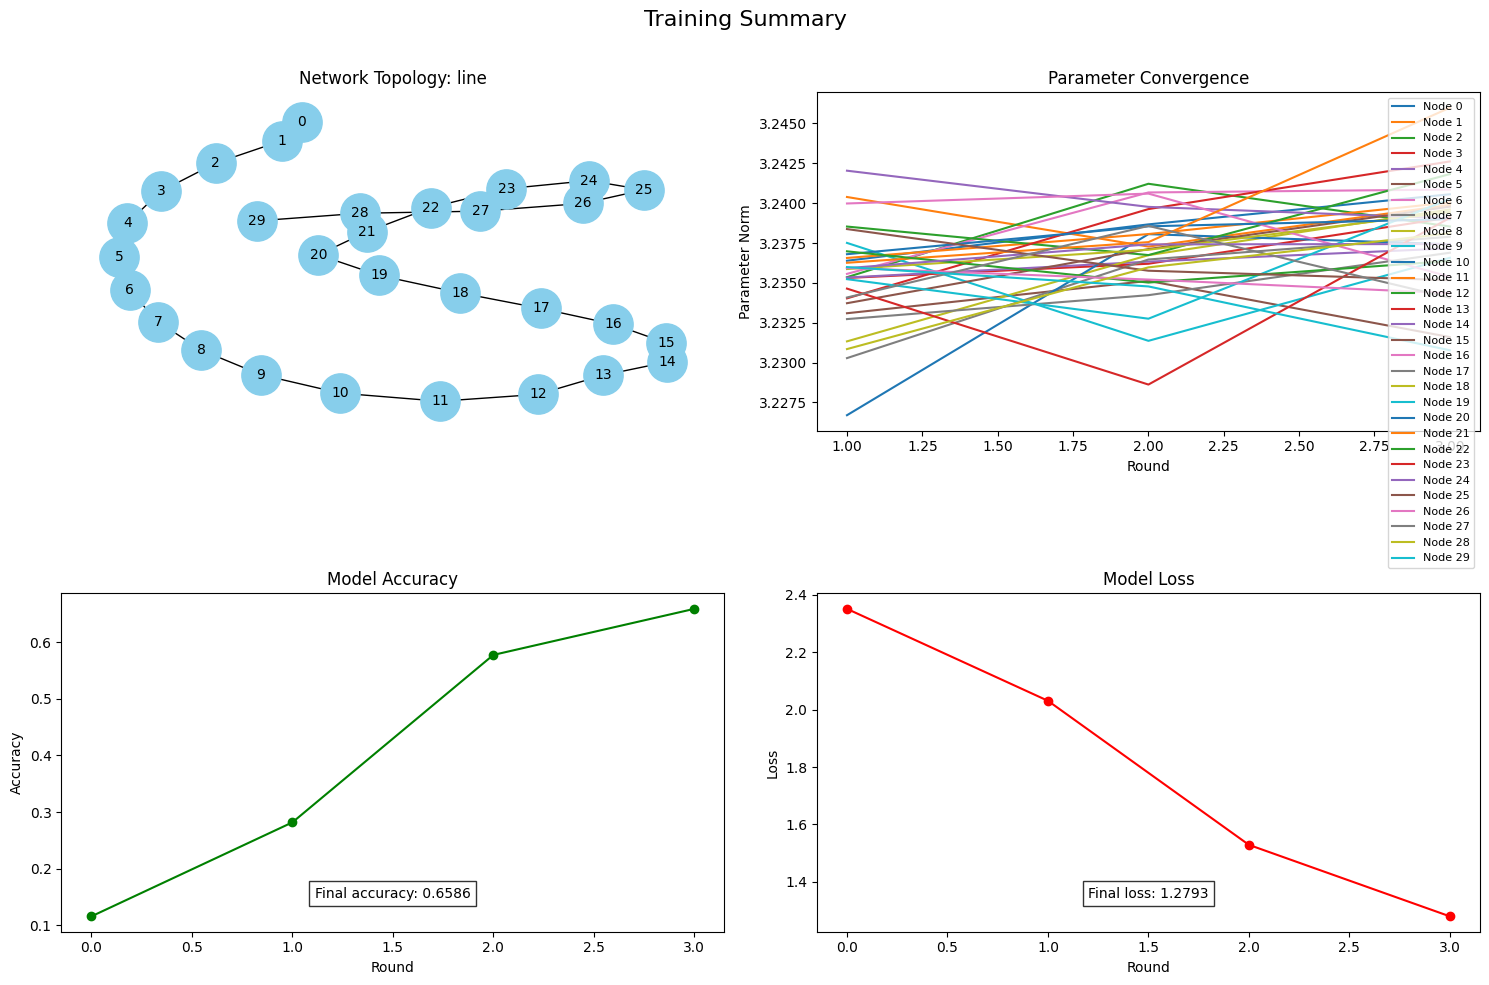 Training Summary
Network Topology: line
0
1
2
3
4
5
6
7
8
9
10
11
12
13
14
15
16
17
18
19
20
21
22
23
24
25
26
27
28
29
Parameter Convergence
Parameter Norm
3.2450
3.2425
3.2400
3.2375
3.2350
3.2325
3.2300
3.2275
1.00 1.25 1.50 1.75 2.00 2.25 2.50 2.75 3.00
Round
Node 0
Node 1
Node 2
Node 3
Node 4
Node 5
Node 6
Node 7
Node 8
Node 9
Node 10
Node 11
Node 12
Node 13
Node 14
Node 15
Node 16
Node 17
Node 18
Node 19
Node 20
Node 21
Node 22
Node 23
Node 24
Node 25
Node 26
Node 27
Node 28
Node 29
Model Accuracy
Accuracy
0.6
0.5
0.4
0.3
0.2
0.1
Final accuracy: 0.6586
0.0 0.5 1.0 1.5 2.0 2.5 3.0
Round
Model Loss
Loss
2.4
2.2
2.0
1.8
1.6
1.4
Final loss: 1.2793
0.0 0.5 1.0 1.5 2.0 2.5 3.0
Round